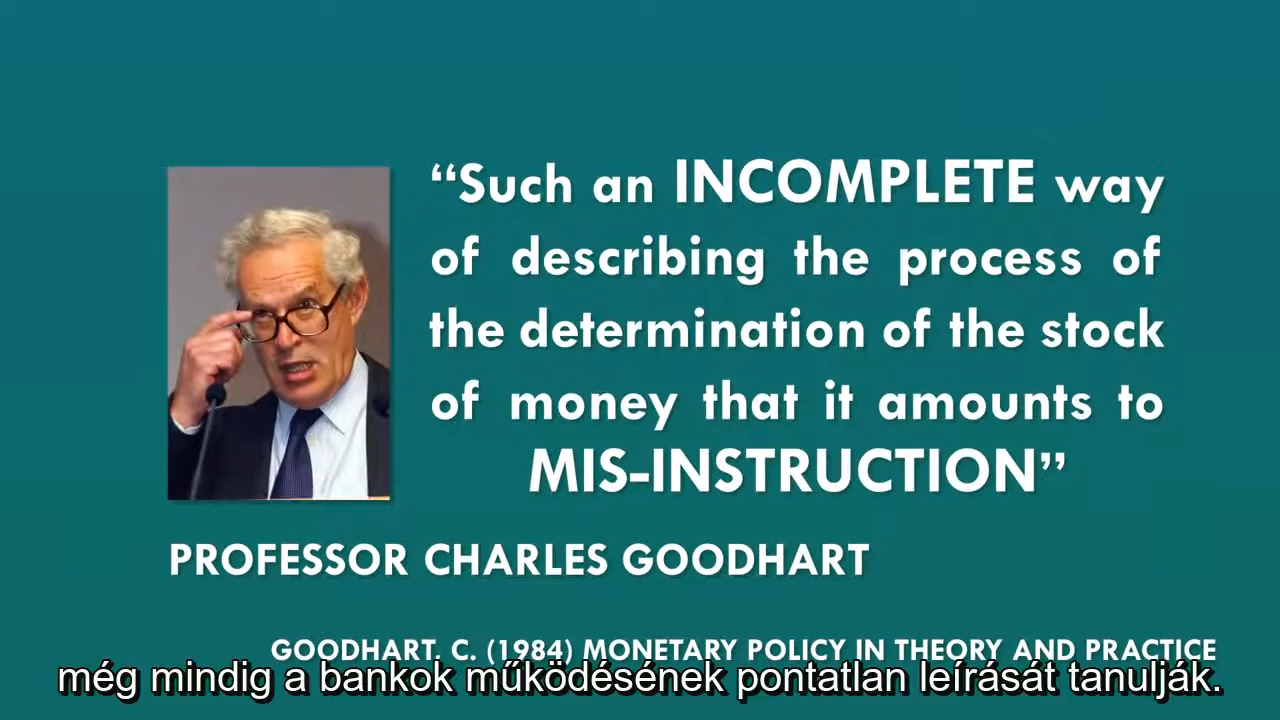 “Such an INCOMPLETE way
of describing the process of
the determination of the stock
of money that it amounts to
MIS-INSTRUCTION”
PROFESSOR CHARLES GOODHART
GOODHART, C. (1984) MONETARY POLICY IN THEORY AND PRACTICE
még mindig a bankok működésének pontatlan leírását tanulják.